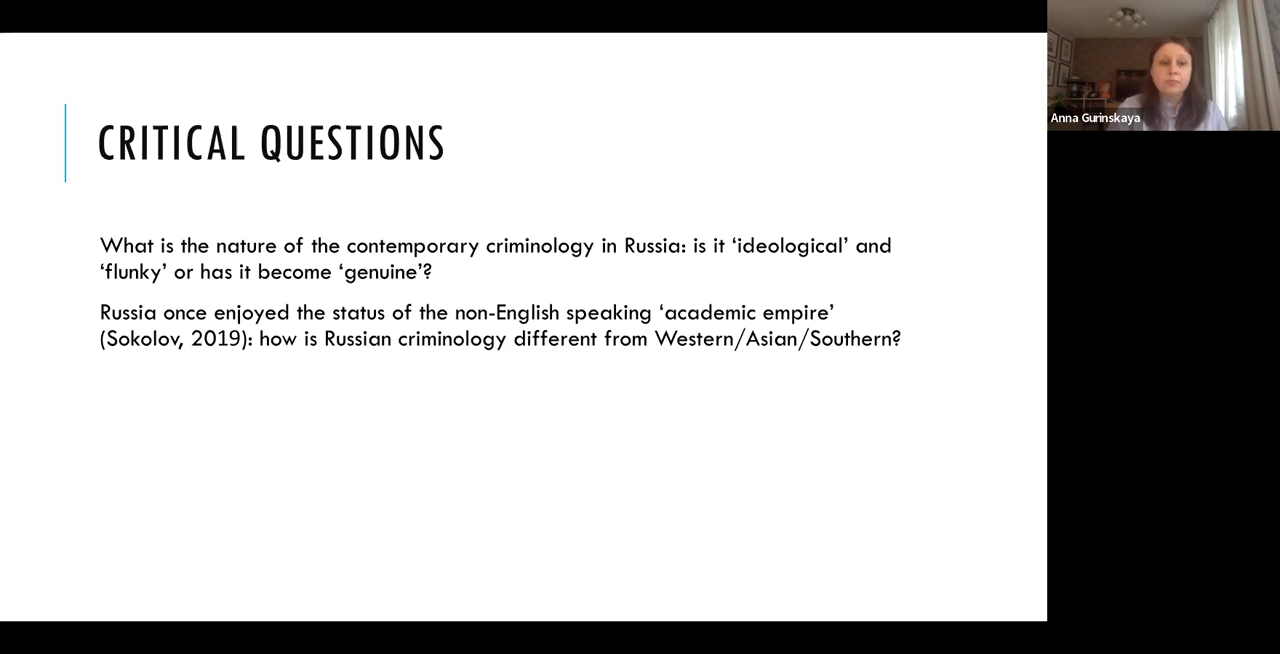 CRITICAL QUESTIONS
What is the nature of the contemporary criminology in Russia: is it ‘ideological’ and
‘flunky’ or has it become ‘genuine’?
Russia once enjoyed the status of the non-English speaking ‘academic empire’
(Sokolov, 2019): how is Russian criminology different from Western/Asian/Southern?
Anna Gurinskaya